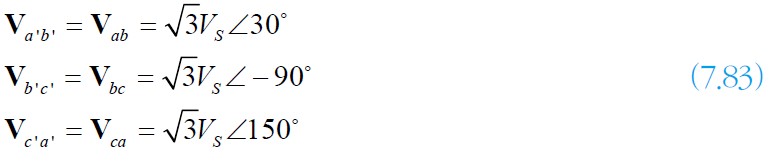 V_{a'b'} = V_{ab} = √3V_S∠30°
V_{b'c'} = V_{bc} = √3V_S∠−90° (7.83)
V_{c'a'} = V_{ca} = √3V_S∠150°